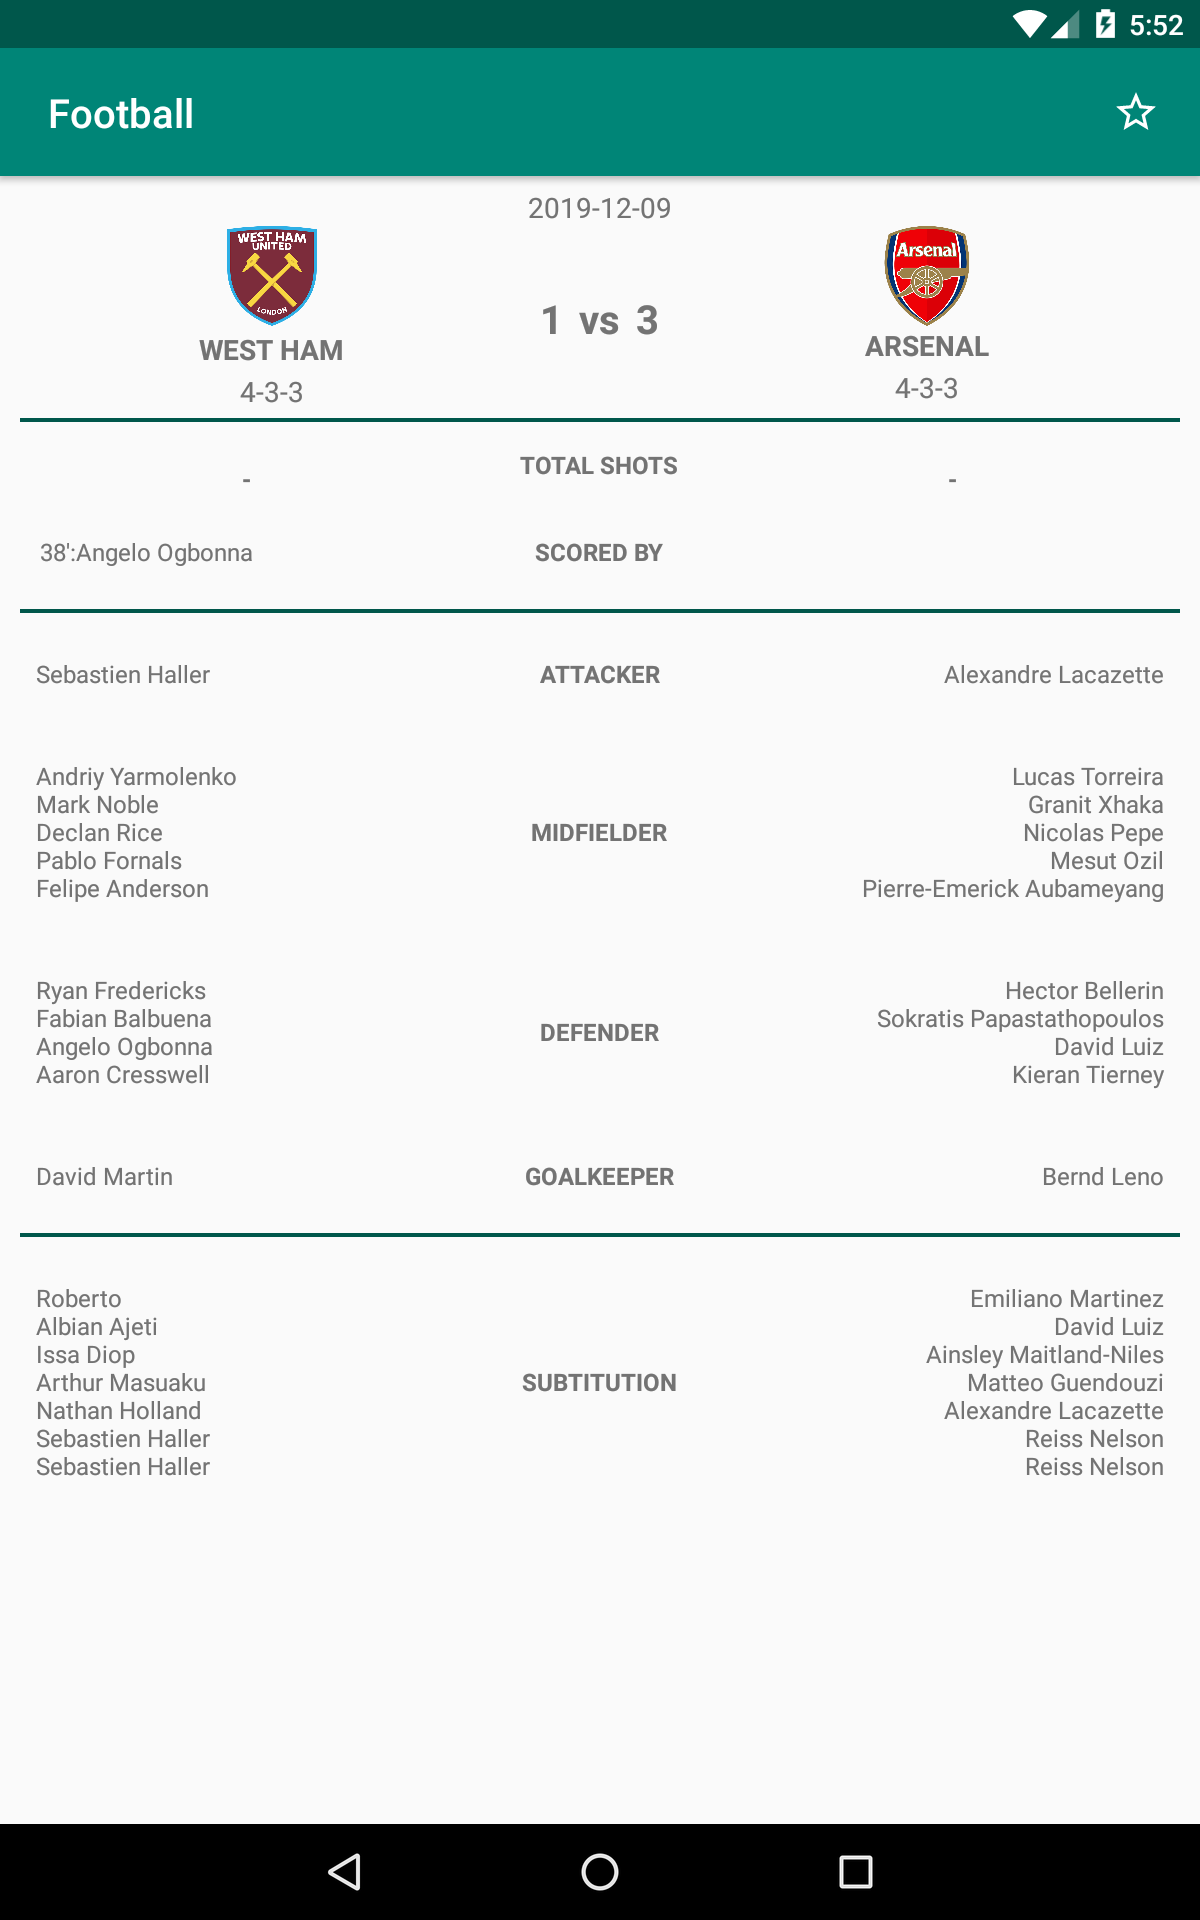 5:52
Football
2019-12-09
WEST HAM
UNITED
LONDON
Arsenal
1 vs 3
WEST HAM
ARSENAL
4-3-3
4-3-3
TOTAL SHOTS
-
-
38':Angelo Ogbonna
SCORED BY
Sebastien Haller
ATTACKER
Alexandre Lacazette
Andriy Yarmolenko
Mark Noble
Declan Rice
Pablo Fornals
Felipe Anderson
MIDFIELDER
Lucas Torreira
Granit Xhaka
Nicolas Pepe
Mesut Ozil
Pierre-Emerick Aubameyang
Ryan Fredericks
Fabian Balbuena
Angelo Ogbonna
Aaron Cresswell
DEFENDER
Hector Bellerin
Sokratis Papastathopoulos
David Luiz
Kieran Tierney
David Martin
GOALKEEPER
Bernd Leno
Roberto
Albian Ajeti
Issa Diop
Arthur Masuaku
Nathan Holland
Sebastien Haller
Sebastien Haller
SUBTITUTION
Emiliano Martinez
David Luiz
Ainsley Maitland-Niles
Matteo Guendouzi
Alexandre Lacazette
Reiss Nelson
Reiss Nelson